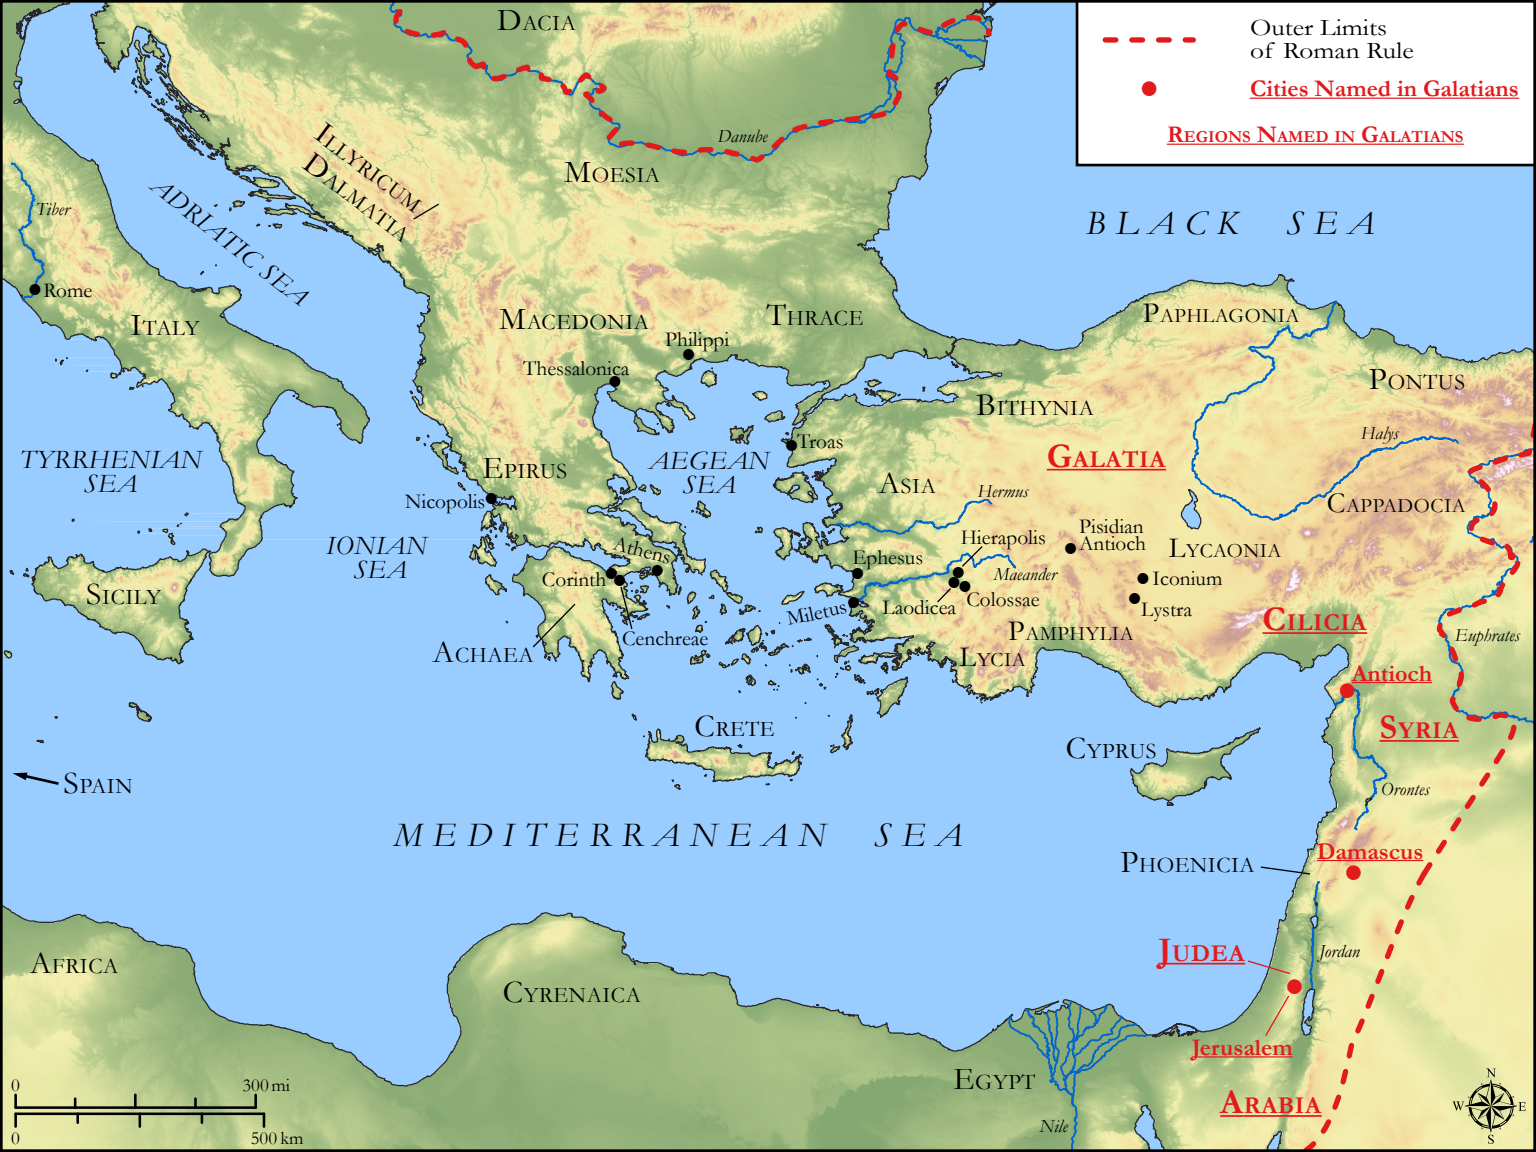 DACIA
Outer Limits
of Roman Rule
Cities Named in Galatians
REGIONS NAMED IN GALATIANS
Danube
ILLYRICUM/
DALMATIA
MOESIA
Tiber
ADRIATIC SEA
BLACK SEA
Rome
ITALY
MACEDONIA
THRACE
PAPHLAGONIA
Philippi
Thessalonica
PONTUS
BITHYNIA
Halys
Troas
GALATIA
TYRRHENIAN
SEA
EPIRUS
AEGEAN
SEA
ASIA
Hermus
Nicopolis
CAPPADOCIA
Pisidian
Antioch
IONIAN
SEA
Athens
Hierapolis
LYCAONIA
Ephesus
Maeander
Corinth
Iconium
SICILY
Miletus
Laodicea
Colossae
Lystra
CILICIA
Cenchreae
PAMPHYLIA
Euphrates
ACHAEA
LYCIA
Antioch
CRETE
SYRIA
CYPRUS
SPAIN
Orontes
MEDITERRANEAN SEA
Damascus
PHOENICIA
JUDEA
Jordan
AFRICA
CYRENAICA
Jerusalem
EGYPT
ARABIA
Nile
0 300 mi
0 500 km
N
W E
S